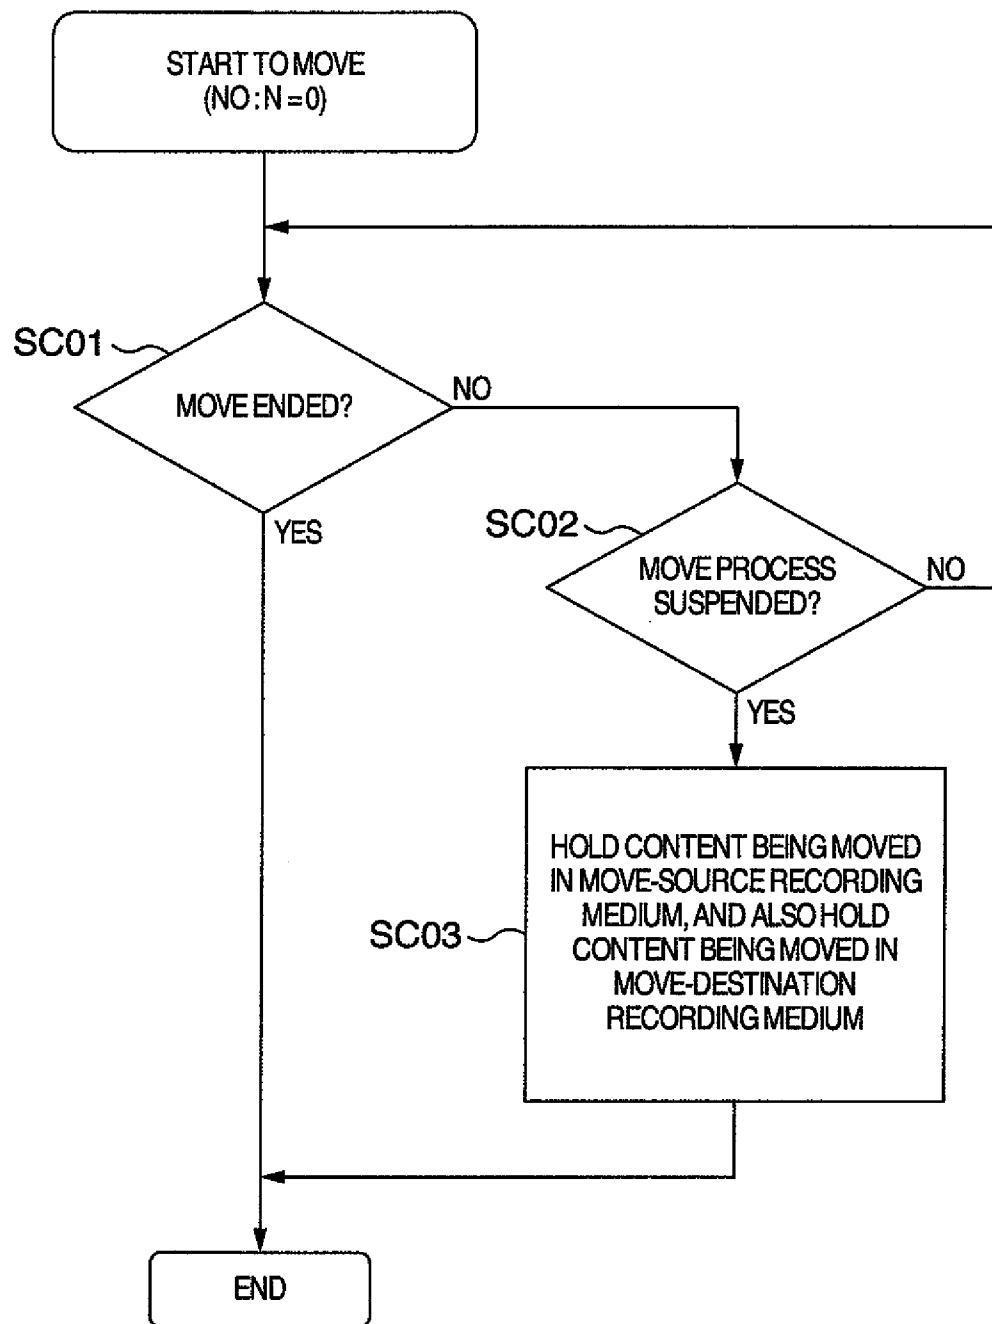 START TO MOVE
(NO : N = 0)
SC01
MOVE ENDED?
NO
YES
SC02
MOVE PROCESS
SUSPENDED?
NO
YES
SC03
HOLD CONTENT BEING MOVED
IN MOVE-SOURCE RECORDING
MEDIUM, AND ALSO HOLD
CONTENT BEING MOVED IN
MOVE-DESTINATION
RECORDING MEDIUM
END